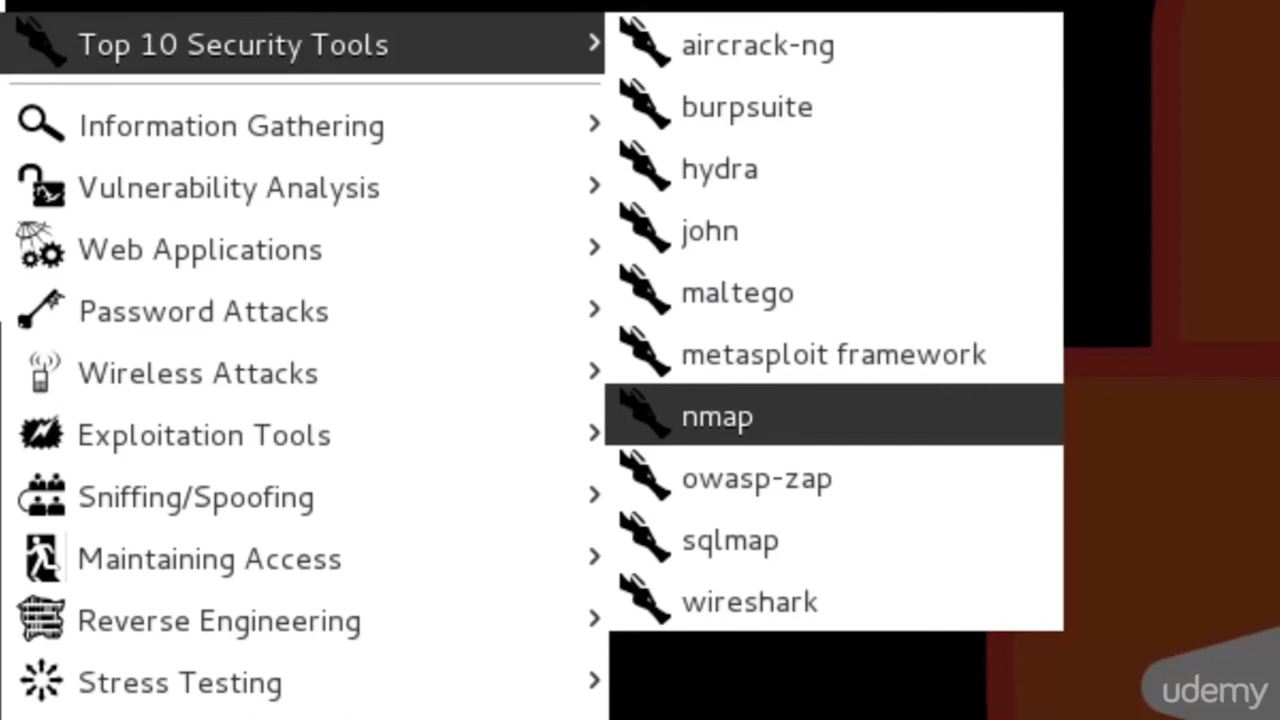 Top 10 Security Tools
Information Gathering
Vulnerability Analysis
Web Applications
Password Attacks
Wireless Attacks
Exploitation Tools
Sniffing/Spoofing
Maintaining Access
Reverse Engineering
Stress Testing
aircrack-ng
burpsuite
hydra
john
maltego
metasploit framework
nmap
owasp-zap
sqlmap
wireshark
udemy